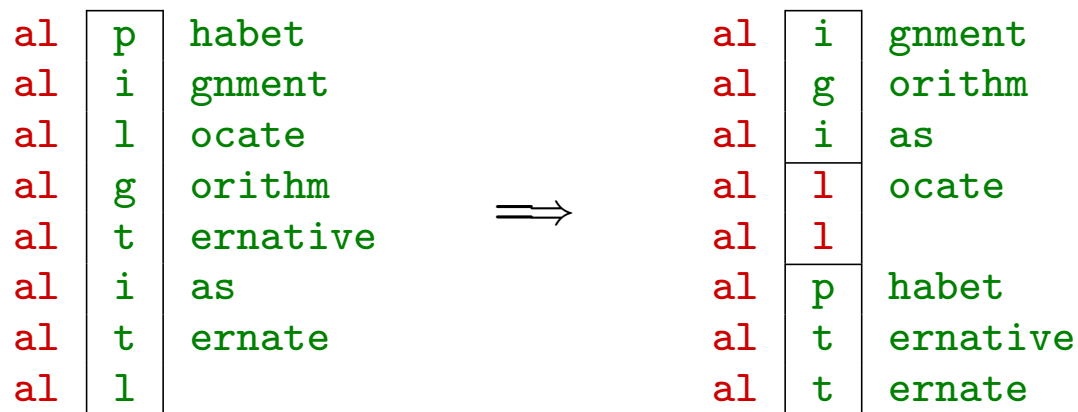 al p habet al i gnment
al i gnment al g orithm
al l ocate al i as
al g orithm al l ocate
al t ernative ⟹ al l
al i as al p habet
al t ernate al t ernative
al l al t ernate